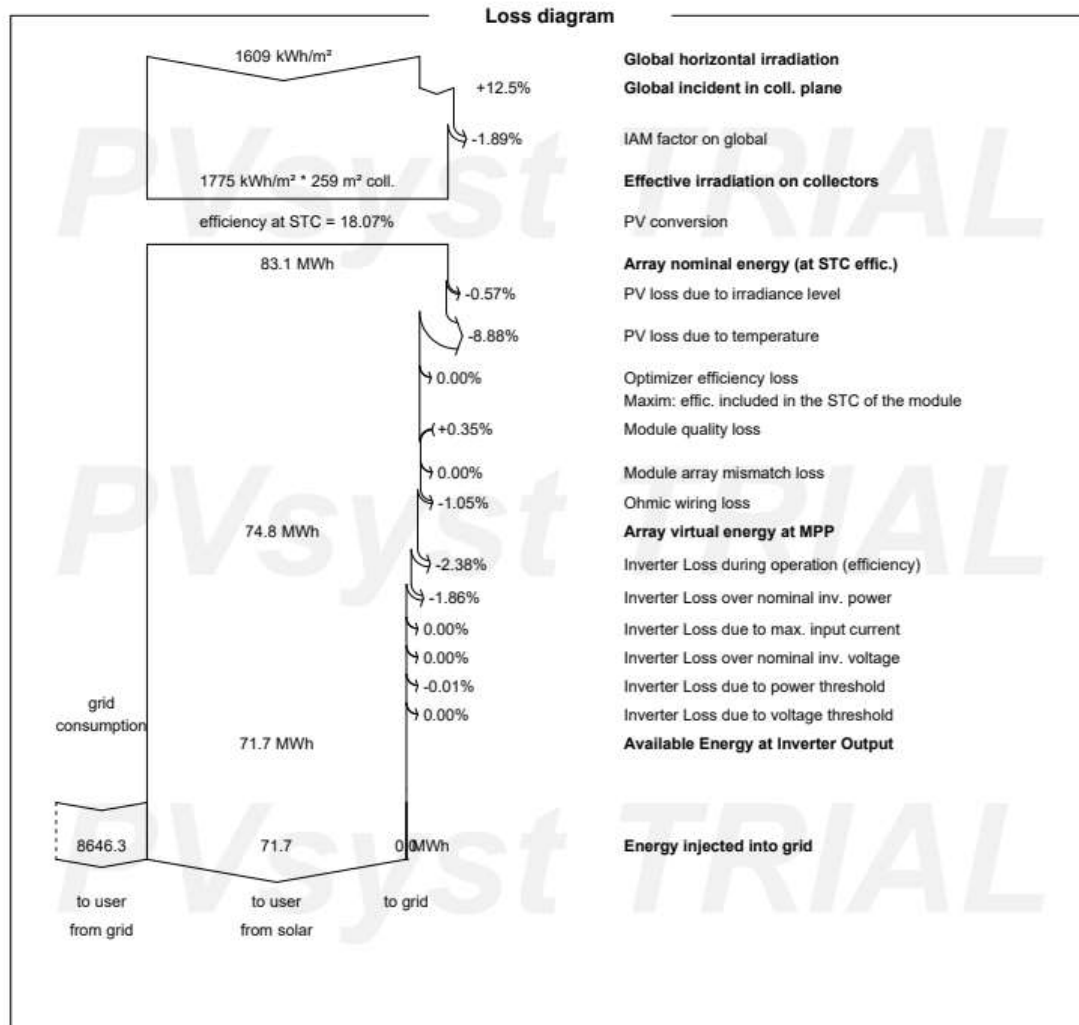 Loss diagram
1609 kWh/m²
Global horizontal irradiation
+12.5%
Global incident in coll. plane
-1.89%
IAM factor on global
1775 kWh/m² * 259 m² coll.
Effective irradiation on collectors
efficiency at STC = 18.07%
PV conversion
83.1 MWh
Array nominal energy (at STC effic.)
-0.57%
PV loss due to irradiance level
-8.88%
PV loss due to temperature
0.00%
Optimizer efficiency loss
Maxim: effic. included in the STC of the module
+0.35%
Module quality loss
0.00%
Module array mismatch loss
-1.05%
Ohmic wiring loss
74.8 MWh
Array virtual energy at MPP
-2.38%
Inverter Loss during operation (efficiency)
-1.86%
Inverter Loss over nominal inv. power
0.00%
Inverter Loss due to max. input current
0.00%
Inverter Loss over nominal inv. voltage
-0.01%
Inverter Loss due to power threshold
0.00%
Inverter Loss due to voltage threshold
grid
consumption
71.7 MWh
Available Energy at Inverter Output
8646.3
71.7
0.0 MWh
Energy injected into grid
to user
from grid
to user
from solar
to grid
PVsyst TRIAL
PVsyst TRIAL
PVsyst TRIAL